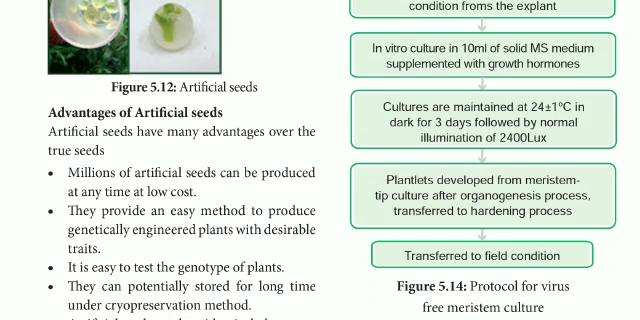 Figure 5.12: Artificial seeds
Advantages of Artificial seeds
Artificial seeds have many advantages over the
true seeds
• Millions of artificial seeds can be produced
at any time at low cost.
• They provide an easy method to produce
genetically engineered plants with desirable
traits.
• It is easy to test the genotype of plants.
• They can potentially stored for long time
under cryopreservation method.
condition froms the explant
In vitro culture in 10ml of solid MS medium
supplemented with growth hormones
Cultures are maintained at 24±1°C in
dark for 3 days followed by normal
illumination of 2400Lux
Plantlets developed from meristem-
tip culture after organogenesis process,
transferred to hardening process
Transferred to field condition
Figure 5.14: Protocol for virus
free meristem culture